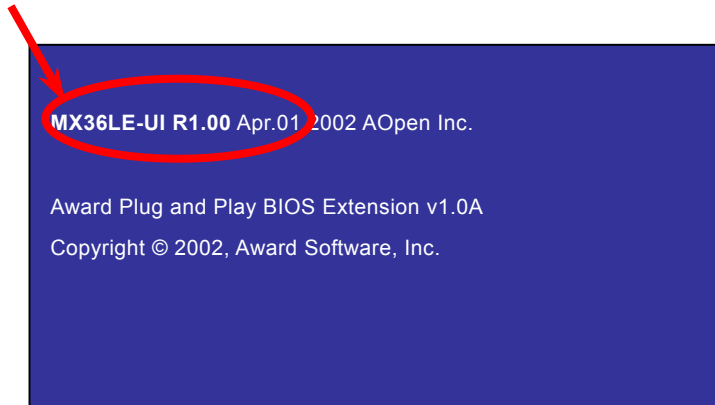 MX36LE-UI R1.00 Apr.01 2002 AOpen Inc.
Award Plug and Play BIOS Extension v1.0A
Copyright © 2002, Award Software, Inc.